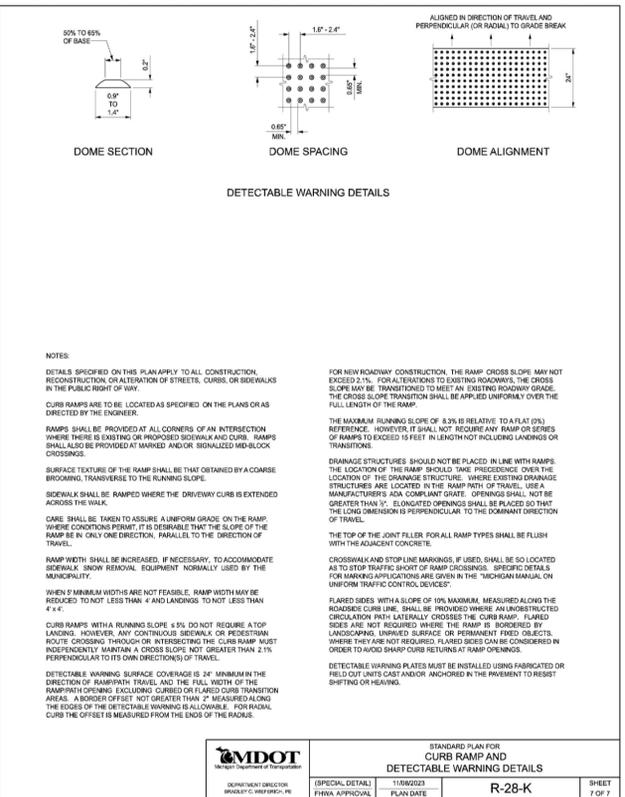 50% TO 65%
OF BASE
0.2"
0.9"
TO
1.4"
DOME SECTION
1.6" - 2.4"
1.6" - 2.4"
0.65"
MIN.
0.65"
MIN.
DOME SPACING
ALIGNED IN DIRECTION OF TRAVEL AND
PERPENDICULAR (OR RADIAL) TO GRADE BREAK
24"
DOME ALIGNMENT
DETECTABLE WARNING DETAILS
NOTES:
DETAILS SPECIFIED ON THIS PLAN APPLY TO ALL CONSTRUCTION,
RECONSTRUCTION, OR ALTERATION OF STREETS, CURBS, OR SIDEWALKS
IN THE PUBLIC RIGHT OF WAY.
CURB RAMPS ARE TO BE LOCATED AS SPECIFIED ON THE PLANS OR AS
DIRECTED BY THE ENGINEER.
RAMPS SHALL BE PROVIDED AT ALL CORNERS OF AN INTERSECTION
WHERE THERE IS EXISTING OR PROPOSED SIDEWALK AND CURB. RAMPS
SHALL ALSO BE PROVIDED AT MARKED AND/OR SIGNALIZED MID-BLOCK
CROSSINGS.
SURFACE TEXTURE OF THE RAMP SHALL BE THAT OBTAINED BY A COARSE
BROOMING, TRANSVERSE TO THE RUNNING SLOPE.
SIDEWALK SHALL BE RAMPED WHERE THE DRIVEWAY CURB IS EXTENDED
ACROSS THE WALK.
CARE SHALL BE TAKEN TO ASSURE A UNIFORM GRADE ON THE RAMP.
WHERE CONDITIONS PERMIT, IT IS DESIRABLE THAT THE SLOPE OF THE
RAMP BE IN ONLY ONE DIRECTION, PARALLEL TO THE DIRECTION OF
TRAVEL.
RAMP WIDTH SHALL BE INCREASED, IF NECESSARY, TO ACCOMMODATE
SIDEWALK SNOW REMOVAL EQUIPMENT NORMALLY USED BY THE
MUNICIPALITY.
WHEN 5' MINIMUM WIDTHS ARE NOT FEASIBLE, RAMP WIDTH MAY BE
REDUCED TO NOT LESS THAN 4' AND LANDINGS TO NOT LESS THAN
4' x 4'.
CURB RAMPS WITH A RUNNING SLOPE ≤ 5% DO NOT REQUIRE A TOP
LANDING. HOWEVER, ANY CONTINUOUS SIDEWALK OR PEDESTRIAN
ROUTE CROSSING THROUGH OR INTERSECTING THE CURB RAMP MUST
INDEPENDENTLY MAINTAIN A CROSS SLOPE NOT GREATER THAN 2.1%
PERPENDICULAR TO ITS OWN DIRECTION(S) OF TRAVEL.
DETECTABLE WARNING SURFACE COVERAGE IS 24" MINIMUM IN THE
DIRECTION OF RAMP/PATH TRAVEL AND THE FULL WIDTH OF THE
RAMP/PATH OPENING EXCLUDING CURBED OR FLARED CURB TRANSITION
AREAS. A BORDER OFFSET NOT GREATER THAN 2" MEASURED ALONG
THE EDGES OF THE DETECTABLE WARNING IS ALLOWABLE. FOR RADIAL
CURB THE OFFSET IS MEASURED FROM THE ENDS OF THE RADIUS.
FOR NEW ROADWAY CONSTRUCTION, THE RAMP CROSS SLOPE MAY NOT
EXCEED 2.1%. FOR ALTERATIONS TO EXISTING ROADWAYS, THE CROSS
SLOPE MAY BE TRANSITIONED TO MEET AN EXISTING ROADWAY GRADE.
THE CROSS SLOPE TRANSITION SHALL BE APPLIED UNIFORMLY OVER THE
FULL LENGTH OF THE RAMP.
THE MAXIMUM RUNNING SLOPE OF 8.3% IS RELATIVE TO A FLAT (0%)
REFERENCE. HOWEVER, IT SHALL NOT REQUIRE ANY RAMP OR SERIES
OF RAMPS TO EXCEED 15 FEET IN LENGTH NOT INCLUDING LANDINGS OR
TRANSITIONS.
DRAINAGE STRUCTURES SHOULD NOT BE PLACED IN LINE WITH RAMPS.
THE LOCATION OF THE RAMP SHOULD TAKE PRECEDENCE OVER THE
LOCATION OF THE DRAINAGE STRUCTURE. WHERE EXISTING DRAINAGE
STRUCTURES ARE LOCATED IN THE RAMP PATH OF TRAVEL, USE A
MANUFACTURER'S ADA COMPLIANT GRATE. OPENINGS SHALL NOT BE
GREATER THAN ½". ELONGATED OPENINGS SHALL BE PLACED SO THAT
THE LONG DIMENSION IS PERPENDICULAR TO THE DOMINANT DIRECTION
OF TRAVEL.
THE TOP OF THE JOINT FILLER FOR ALL RAMP TYPES SHALL BE FLUSH
WITH THE ADJACENT CONCRETE.
CROSSWALK AND STOP LINE MARKINGS, IF USED, SHALL BE SO LOCATED
AS TO STOP TRAFFIC SHORT OF RAMP CROSSINGS. SPECIFIC DETAILS
FOR MARKING APPLICATIONS ARE GIVEN IN THE "MICHIGAN MANUAL ON
UNIFORM TRAFFIC CONTROL DEVICES".
FLARED SIDES WITH A SLOPE OF 10% MAXIMUM, MEASURED ALONG THE
ROADSIDE CURB LINE, SHALL BE PROVIDED WHERE AN UNOBSTRUCTED
CIRCULATION PATH LATERALLY CROSSES THE CURB RAMP. FLARED
SIDES ARE NOT REQUIRED WHERE THE RAMP IS BORDERED BY
LANDSCAPING, UNPAVED SURFACE OR PERMANENT FIXED OBJECTS.
WHERE THEY ARE NOT REQUIRED, FLARED SIDES CAN BE CONSIDERED IN
ORDER TO AVOID SHARP CURB RETURNS AT RAMP OPENINGS.
DETECTABLE WARNING PLATES MUST BE INSTALLED USING FABRICATED OR
FIELD CUT UNITS CAST AND/OR ANCHORED IN THE PAVEMENT TO RESIST
SHIFTING OR HEAVING.
MDOT
Michigan Department of Transportation
DEPARTMENT DIRECTOR
BRADLEY C. WIEFERICH, PE
STANDARD PLAN FOR
CURB RAMP AND
DETECTABLE WARNING DETAILS
(SPECIAL DETAIL)
FHWA APPROVAL
11/08/2023
PLAN DATE
R-28-K
SHEET
7 OF 7